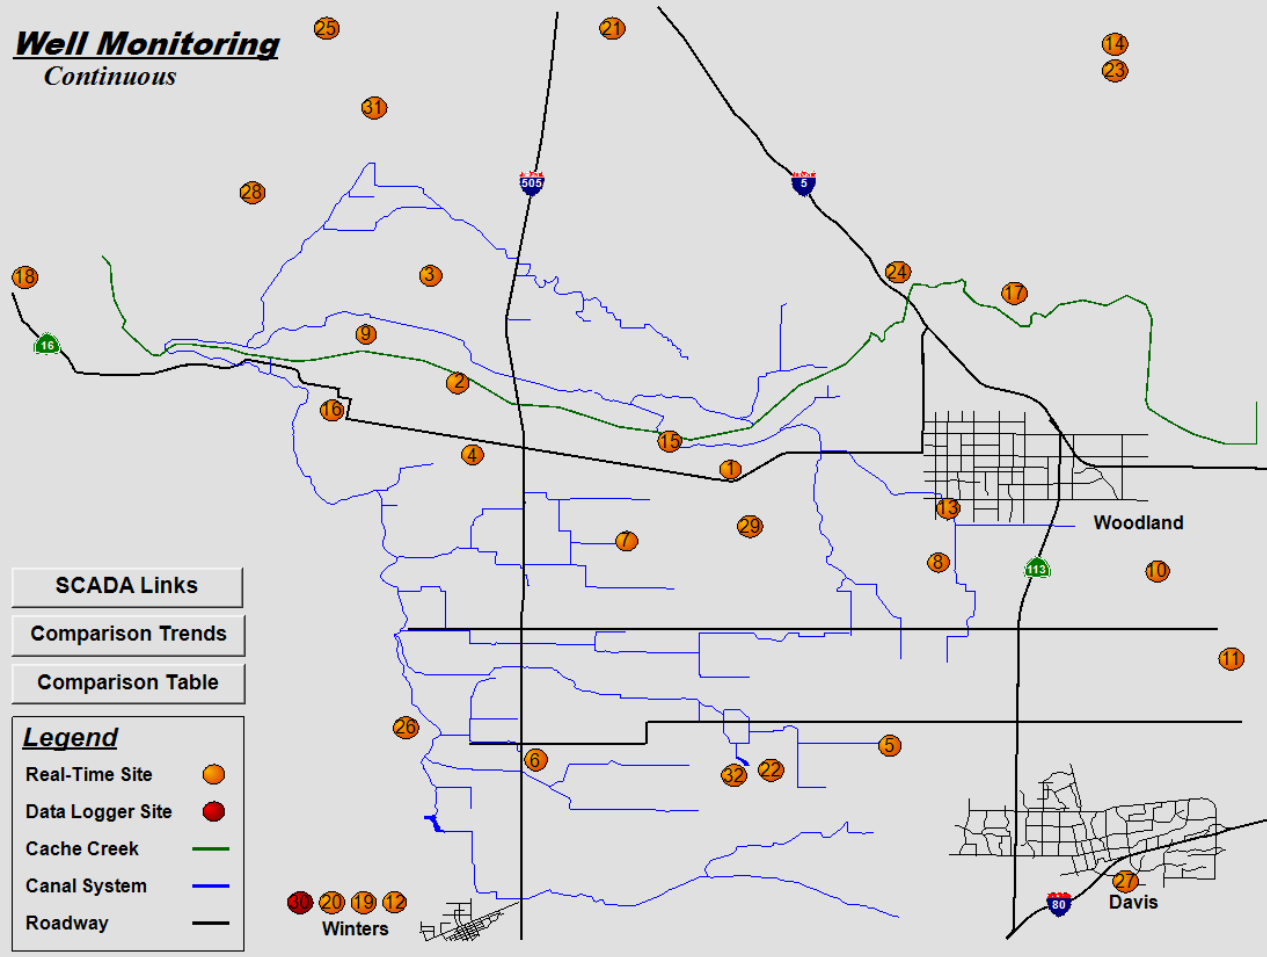 25
21
Well Monitoring
14
Continuous
23
31
505
5
28
24
18
3
17
9
16
2
16
15
4
1
13
Woodland
29
7
8
113
10
SCADA Links
Comparison Trends
11
Comparison Table
26
Legend
5
6
32
22
Real-Time Site
Data Logger Site
Cache Creek
Canal System
27
30
20
19
12
80
Davis
Roadway
Winters